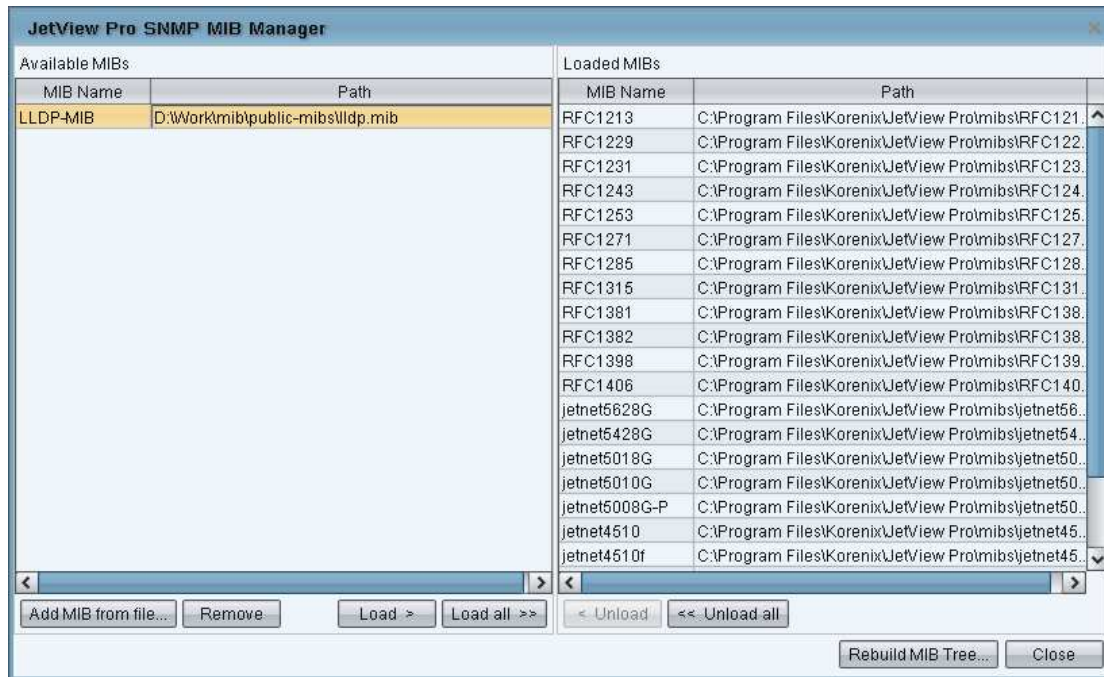 JetView Pro SNMP MIB Manager
Available MIBs
MIB Name Path
LLDP-MIB D:\Work\mib\public-mibs\lldp.mib
Add MIB from file... Remove Load > Load all >>
Loaded MIBs
MIB Name Path
RFC1213 C:\Program Files\Korenix\JetView Pro\mibs\RFC121.
RFC1229 C:\Program Files\Korenix\JetView Pro\mibs\RFC122.
RFC1231 C:\Program Files\Korenix\JetView Pro\mibs\RFC123.
RFC1243 C:\Program Files\Korenix\JetView Pro\mibs\RFC124.
RFC1253 C:\Program Files\Korenix\JetView Pro\mibs\RFC125.
RFC1271 C:\Program Files\Korenix\JetView Pro\mibs\RFC127.
RFC1285 C:\Program Files\Korenix\JetView Pro\mibs\RFC128.
RFC1315 C:\Program Files\Korenix\JetView Pro\mibs\RFC131.
RFC1381 C:\Program Files\Korenix\JetView Pro\mibs\RFC138.
RFC1382 C:\Program Files\Korenix\JetView Pro\mibs\RFC138.
RFC1398 C:\Program Files\Korenix\JetView Pro\mibs\RFC139.
RFC1406 C:\Program Files\Korenix\JetView Pro\mibs\RFC140.
jetnet5628G C:\Program Files\Korenix\JetView Pro\mibs\jetnet56..
jetnet5428G C:\Program Files\Korenix\JetView Pro\mibs\jetnet54..
jetnet5018G C:\Program Files\Korenix\JetView Pro\mibs\jetnet50..
jetnet5010G C:\Program Files\Korenix\JetView Pro\mibs\jetnet50..
jetnet5008G-P C:\Program Files\Korenix\JetView Pro\mibs\jetnet50..
jetnet4510 C:\Program Files\Korenix\JetView Pro\mibs\jetnet45..
jetnet4510f C:\Program Files\Korenix\JetView Pro\mibs\jetnet45..
< Unload << Unload all
Rebuild MIB Tree... Close